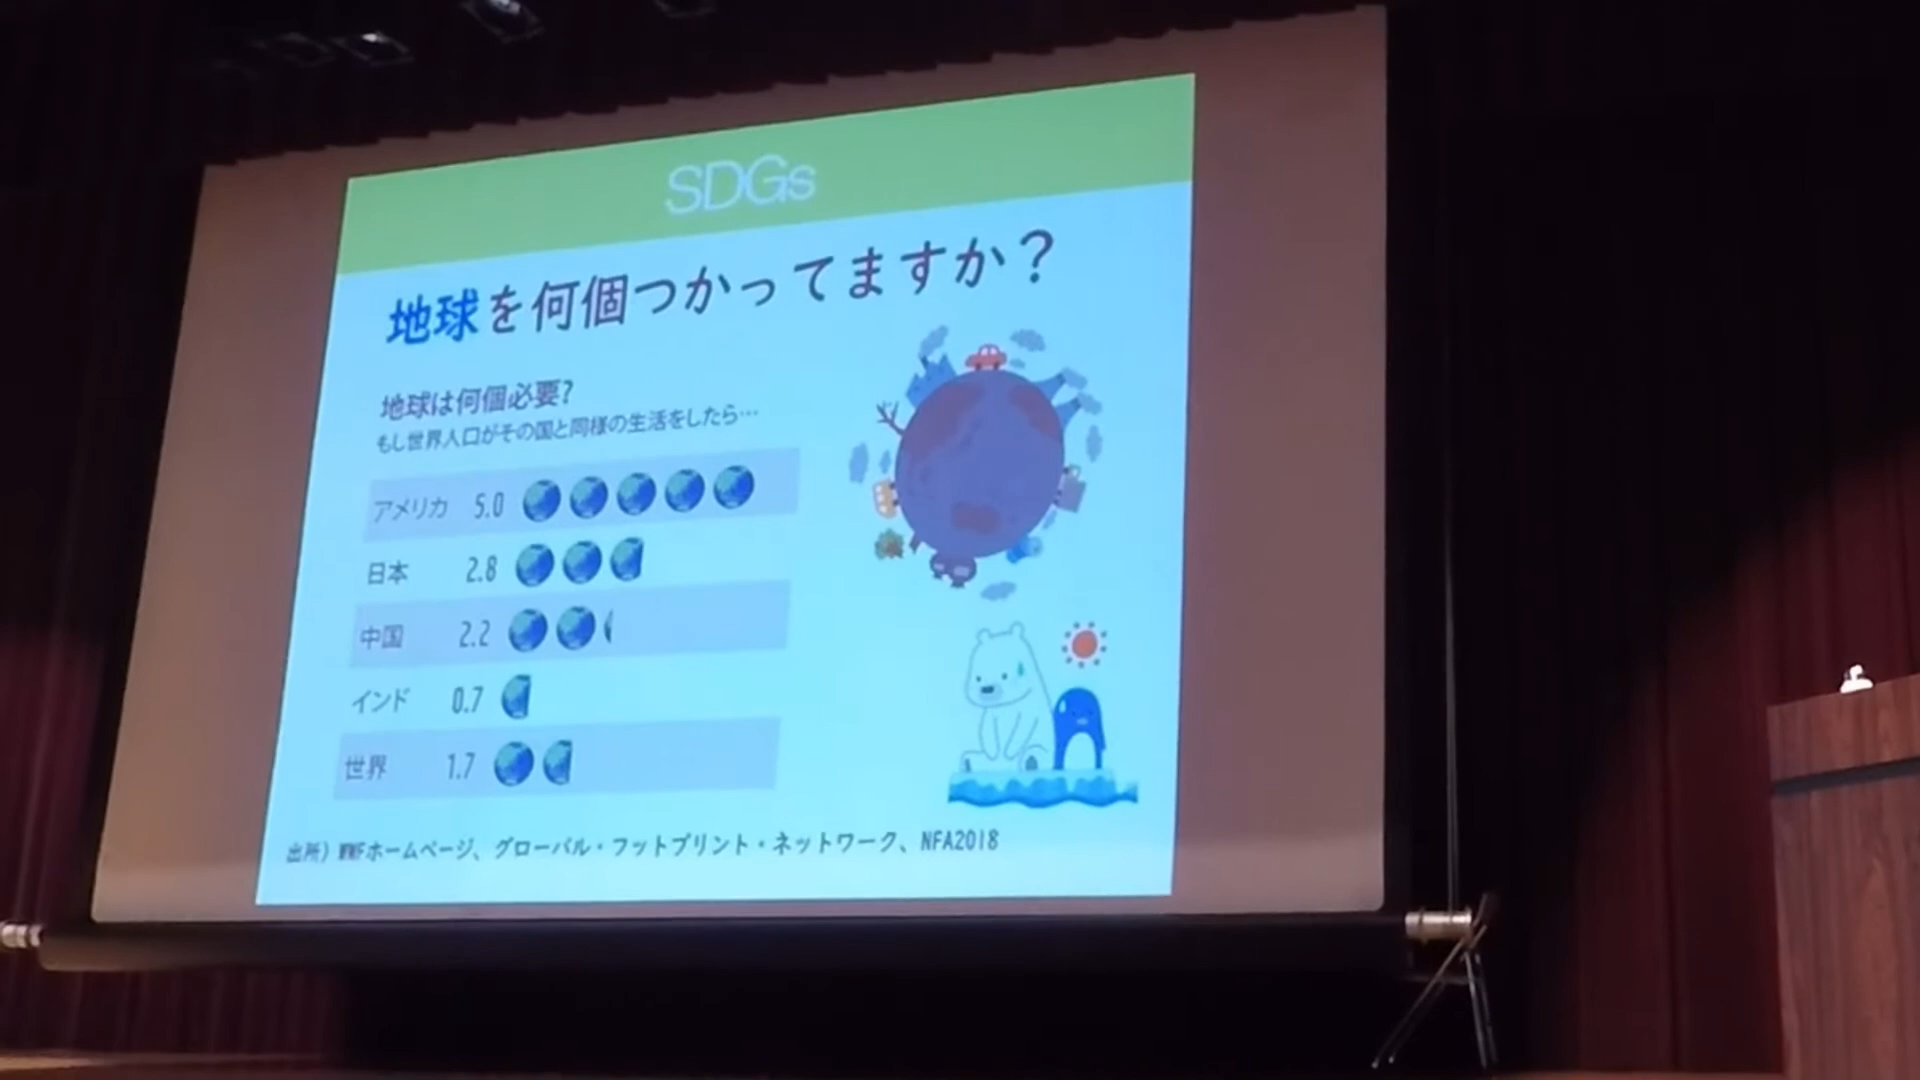 SDGs
地球を何個つかってますか？
地球は何個必要?
もし世界人口がその国と同様の生活をしたら…
アメリカ 5.0
日本 2.8
中国 2.2
インド 0.7
世界 1.7
出所）WWFホームページ、グローバル・フットプリント・ネットワーク、NFA2018